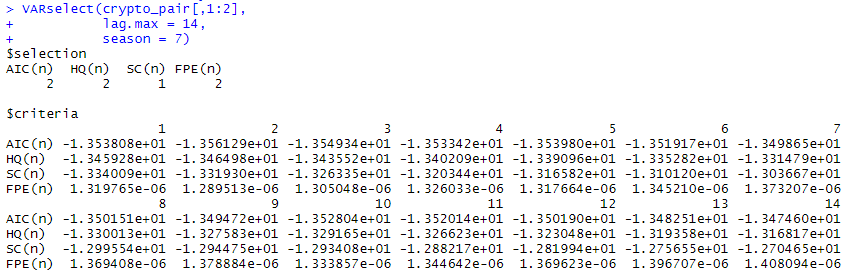 > VARselect(crypto_pair[,1:2],
+ lag.max = 14,
+ season = 7)
$selection
AIC(n) HQ(n) SC(n) FPE(n)
2 2 1 2
$criteria
1 2 3 4 5 6 7
AIC(n) -1.353808e+01 -1.356129e+01 -1.354934e+01 -1.353342e+01 -1.353980e+01 -1.351917e+01 -1.349865e+01
HQ(n) -1.345928e+01 -1.346498e+01 -1.343552e+01 -1.340209e+01 -1.339096e+01 -1.335282e+01 -1.331479e+01
SC(n) -1.334009e+01 -1.331930e+01 -1.326335e+01 -1.320344e+01 -1.316582e+01 -1.310120e+01 -1.303667e+01
FPE(n) 1.319765e-06 1.289513e-06 1.305048e-06 1.326033e-06 1.317664e-06 1.345210e-06 1.373207e-06
8 9 10 11 12 13 14
AIC(n) -1.350151e+01 -1.349472e+01 -1.352804e+01 -1.352014e+01 -1.350190e+01 -1.348251e+01 -1.347460e+01
HQ(n) -1.330013e+01 -1.327583e+01 -1.329165e+01 -1.326623e+01 -1.323048e+01 -1.319358e+01 -1.316817e+01
SC(n) -1.299554e+01 -1.294475e+01 -1.293408e+01 -1.288217e+01 -1.281994e+01 -1.275655e+01 -1.270465e+01
FPE(n) 1.369408e-06 1.378884e-06 1.333857e-06 1.344642e-06 1.369623e-06 1.396707e-06 1.408094e-06